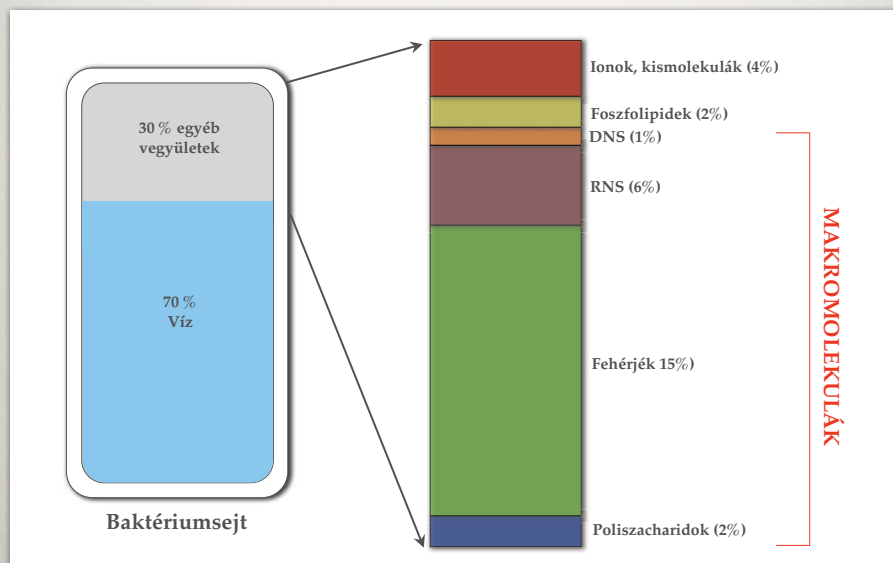 30 % egyéb
vegyületek
70 %
Víz
Baktériumsejt
Ionok, kismolekulák (4%)
Foszfolipidek (2%)
DNS (1%)
RNS (6%)
Fehérjék 15%)
Poliszacharidok (2%)
MAKROMOLEKULÁK